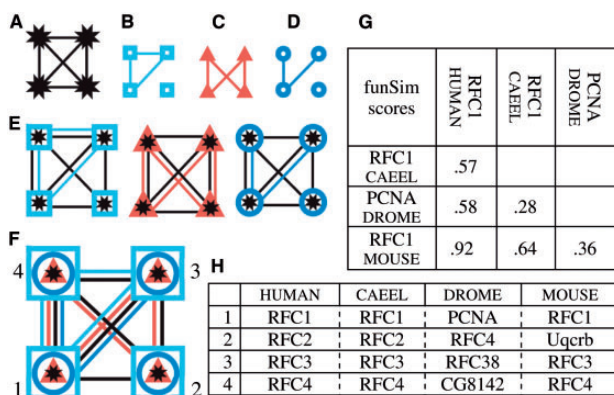 A B C D
E
F
4 3
1 2
G
funSim scores
RFC1 HUMAN
RFC1 CAEEL
PCNA DROME
RFC1 CAEEL .57
PCNA DROME .58 .28
RFC1 MOUSE .92 .64 .36
H
HUMAN CAEEL DROME MOUSE
1 RFC1 RFC1 PCNA RFC1
2 RFC2 RFC2 RFC4 Uqcrb
3 RFC3 RFC3 RFC38 RFC3
4 RFC4 RFC4 CG8142 RFC4